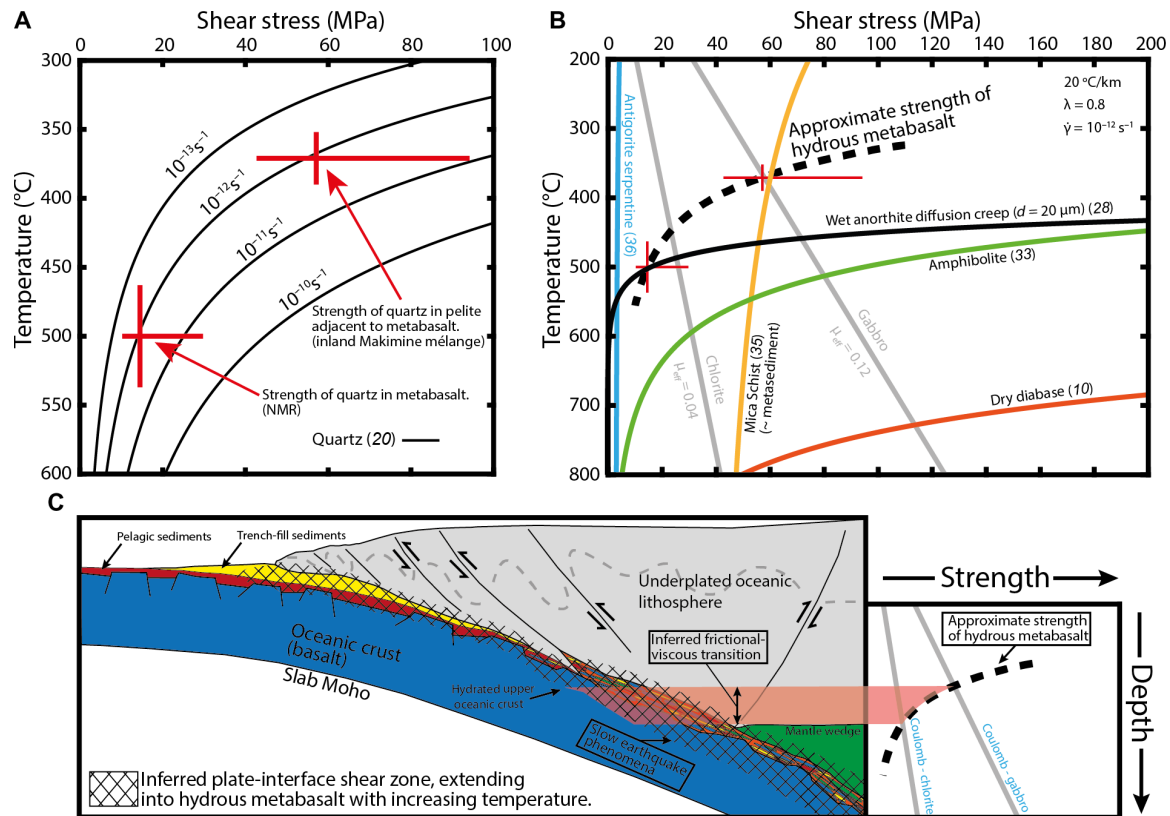 A
Shear stress (MPa)
0 20 40 60 80 100
Temperature (°C)
300
350
400
450
500
550
600
10⁻¹³s⁻¹
10⁻¹²s⁻¹
10⁻¹¹s⁻¹
10⁻¹⁰s⁻¹
Strength of quartz in pelite
adjacent to metabasalt.
(inland Makimine mélange)
Strength of quartz in metabasalt.
(NMR)
Quartz (20)
B
Shear stress (MPa)
0 20 40 60 80 100 120 140 160 180 200
Temperature (°C)
200
300
400
500
600
700
800
20 ºC/km
λ = 0.8
γ̇ = 10⁻¹² s⁻¹
Antigorite serpentine (36)
Approximate strength of
hydrous metabasalt
Wet anorthite diffusion creep (d = 20 μm) (28)
Amphibolite (33)
Gabbro
μeff = 0.12
Chlorite
μeff = 0.04
Mica Schist (35)
(~ metasediment)
Dry diabase (10)
C
Pelagic sediments
Trench-fill sediments
Underplated oceanic
lithosphere
Inferred frictional-
viscous transition
Oceanic crust
(basalt)
Slab Moho
Hydrated upper
oceanic crust
Slow earthquake
phenomena
Mantle wedge
Inferred plate-interface shear zone, extending
into hydrous metabasalt with increasing temperature.
Strength
Approximate strength
of hydrous metabasalt
Depth
Coulomb - chlorite
Coulomb - gabbro